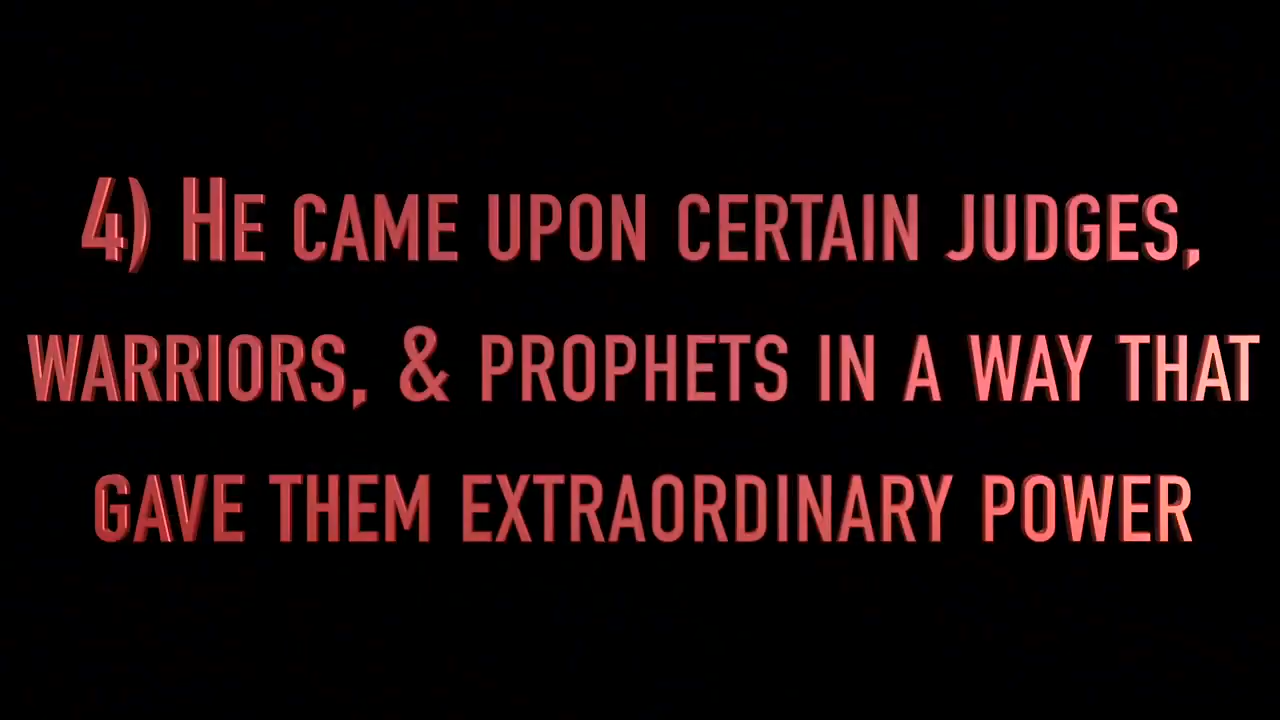 4) He came upon certain judges,
warriors, & prophets in a way that
gave them extraordinary power